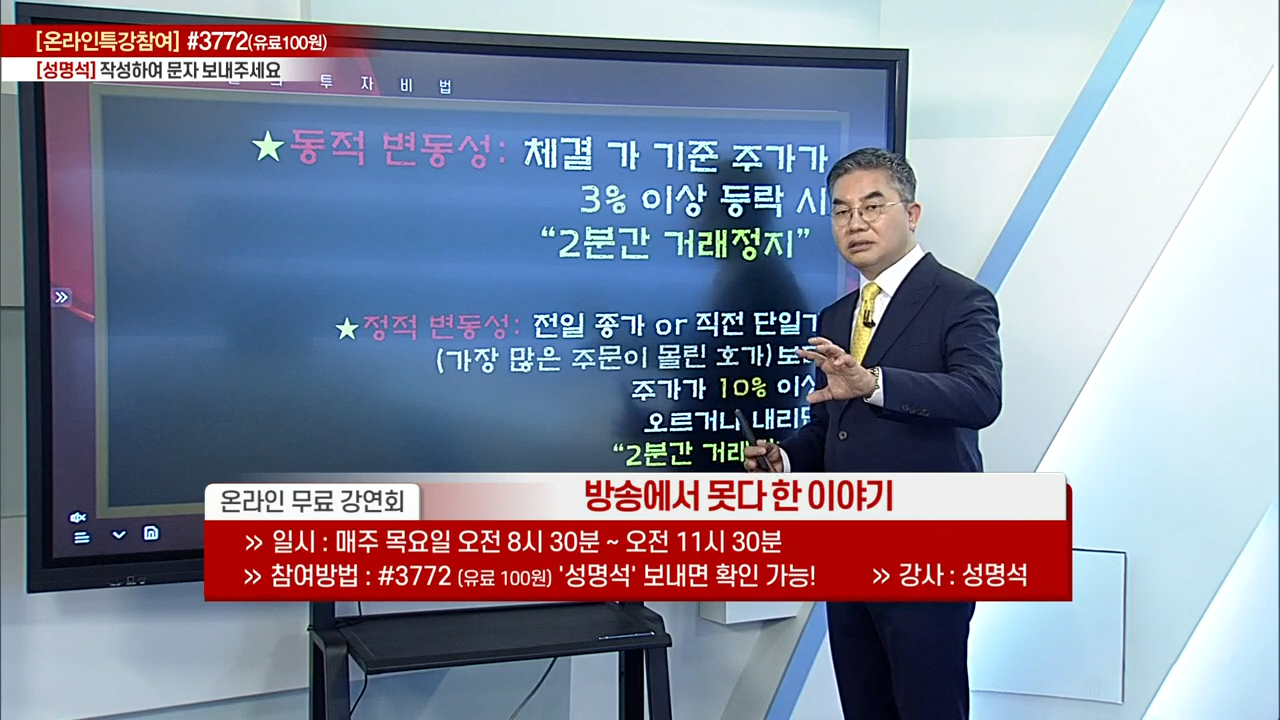 [온라인특강참여] #3772(유료100원)
[성명석] 작성하여 문자 보내주세요
투 자 비 법
★동적 변동성: 체결 가 기준 주가가
3% 이상 등락 시
“2분간 거래정지”
★정적 변동성: 전일 종가 or 직전 단일가
(가장 많은 주문이 몰린 호가)보다
주가가 10% 이상
오르거나 내리면
“2분간 거래
온라인 무료 강연회
방송에서 못다 한 이야기
» 일시 : 매주 목요일 오전 8시 30분 ~ 오전 11시 30분
» 참여방법 : #3772 (유료 100원) '성명석' 보내면 확인 가능!
» 강사 : 성명석